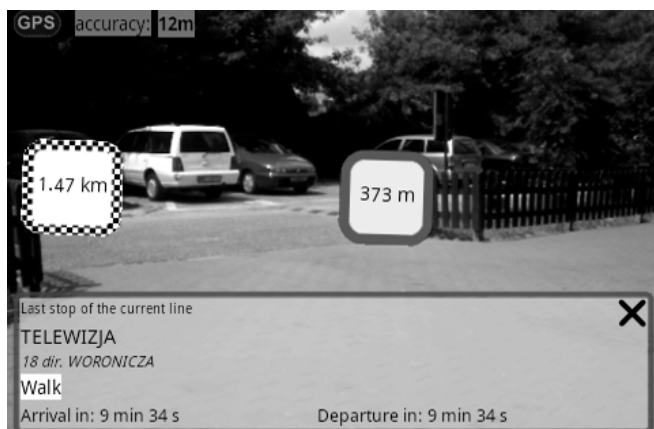 GPS accuracy: 12m
1.47 km
373 m
Last stop of the current line
TELEWIZJA
18 dir. WORONICZA
Walk
Arrival in: 9 min 34 s Departure in: 9 min 34 s